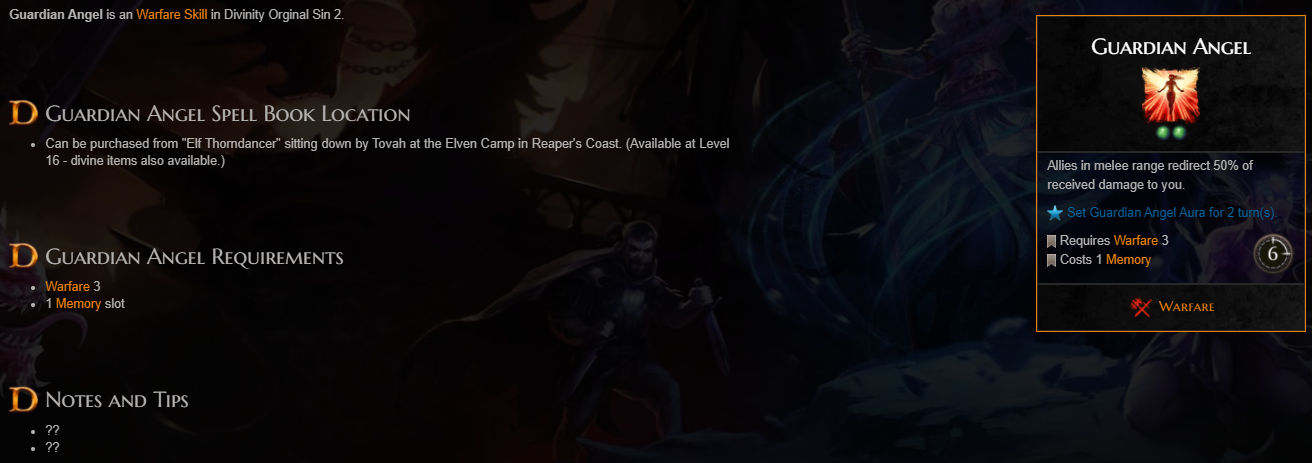 Guardian Angel is an Warfare Skill in Divinity Orginal Sin 2.
Guardian Angel Spell Book Location
Can be purchased from "Elf Thorndancer" sitting down by Tovah at the Elven Camp in Reaper's Coast. (Available at Level
16 - divine items also available.)
Guardian Angel Requirements
Warfare 3
1 Memory slot
Notes and Tips
??
??
Guardian Angel
Allies in melee range redirect 50% of
received damage to you.
Set Guardian Angel Aura for 2 turn(s).
Requires Warfare 3
Costs 1 Memory
6
Warfare